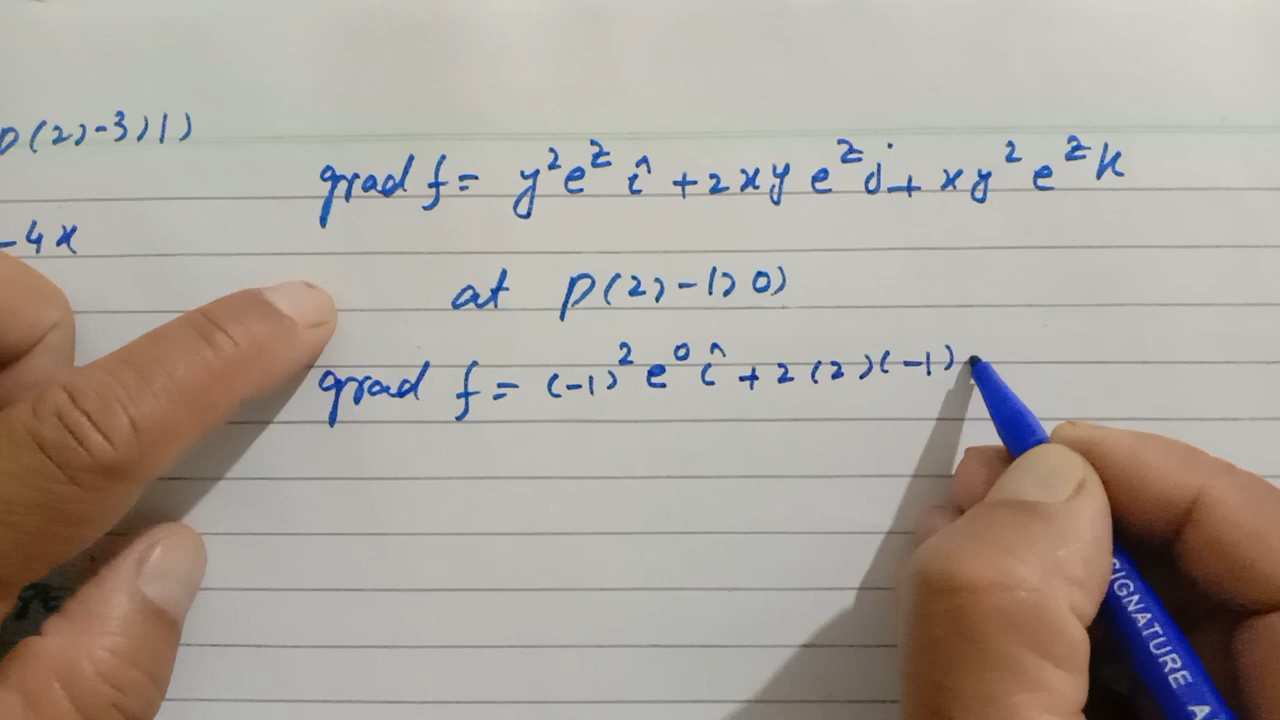 P(2,-3,1)
grad f = y²e^z î + 2xy e^z j + xy² e^z k
-4x
at P(2,-1,0)
grad f = (-1)² e⁰ î + 2(2)(-1)
SIGNATURE A